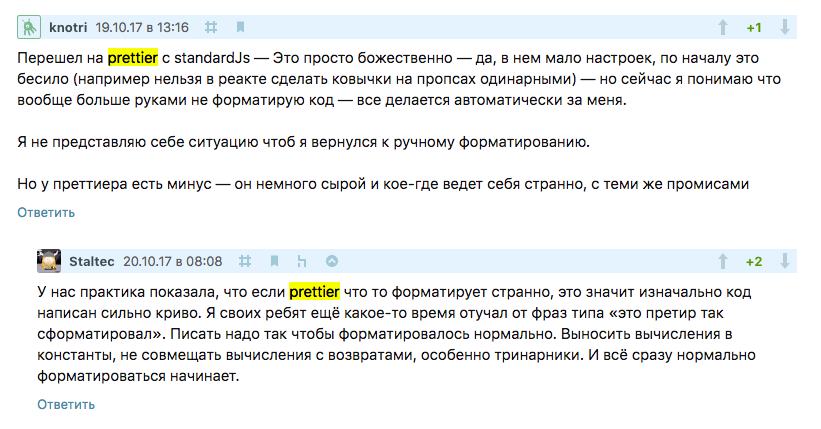 knotri 19.10.17 в 13:16 +1
Перешел на prettier с standardJs — Это просто божественно — да, в нем мало настроек, по началу это
бесило (например нельзя в реакте сделать ковычки на пропсах одинарными) — но сейчас я понимаю что
вообще больше руками не форматирую код — все делается автоматически за меня.
Я не представляю себе ситуацию чтоб я вернулся к ручному форматированию.
Но у преттиера есть минус — он немного сырой и кое-где ведет себя странно, с теми же промисами
Ответить
Staltec 20.10.17 в 08:08 +2
У нас практика показала, что если prettier что то форматирует странно, это значит изначально код
написан сильно криво. Я своих ребят ещё какое-то время отучал от фраз типа «это претир так
сформатировал». Писать надо так чтобы форматировалось нормально. Выносить вычисления в
константы, не совмещать вычисления с возвратами, особенно тринарники. И всё сразу нормально
форматироваться начинает.
Ответить